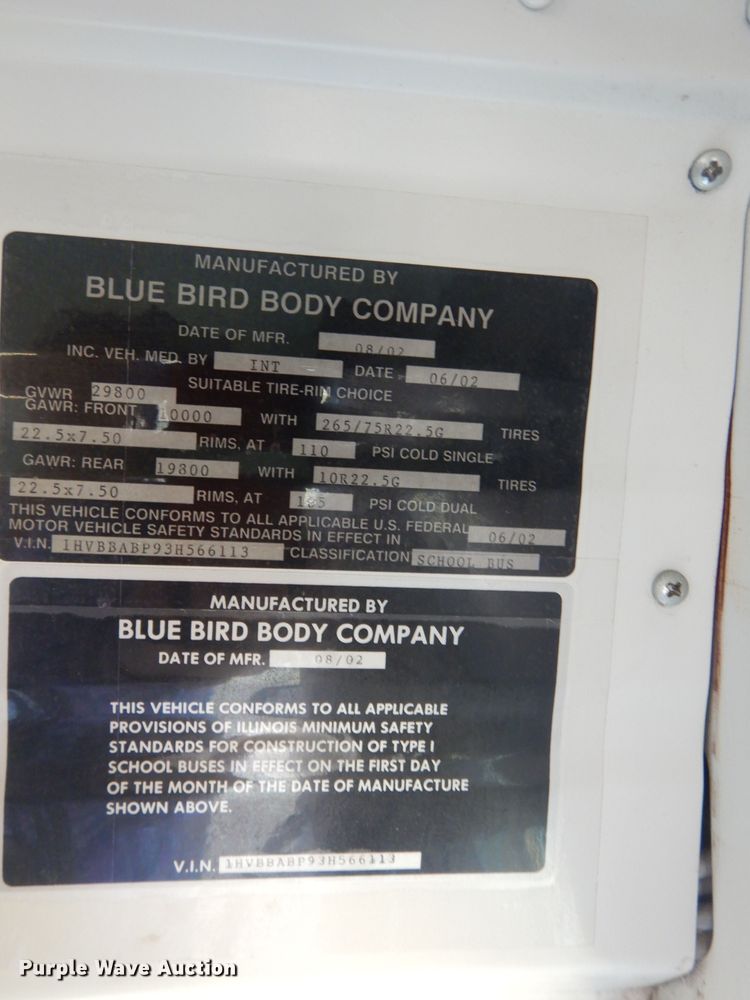 MANUFACTURED BY
BLUE BIRD BODY COMPANY
DATE OF MFR. 08/02
INC. VEH. MED. BY INT DATE 06/02
SUITABLE TIRE-RIM CHOICE
GVWR 29800
GAWR: FRONT 10000 WITH 265/75R22.5G TIRES
22.5x7.50 RIMS, AT 110 PSI COLD SINGLE
GAWR: REAR 19800 WITH 10R22.5G TIRES
22.5x7.50 RIMS, AT PSI COLD DUAL
THIS VEHICLE CONFORMS TO ALL APPLICABLE U.S. FEDERAL
MOTOR VEHICLE SAFETY STANDARDS IN EFFECT IN 06/02
V.I.N. 1HVBBABP93H566113 CLASSIFICATION SCHOOL BUS
MANUFACTURED BY
BLUE BIRD BODY COMPANY
DATE OF MFR. 08/02
THIS VEHICLE CONFORMS TO ALL APPLICABLE
PROVISIONS OF ILLINOIS MINIMUM SAFETY
STANDARDS FOR CONSTRUCTION OF TYPE I
SCHOOL BUSES IN EFFECT ON THE FIRST DAY
OF THE MONTH OF THE DATE OF MANUFACTURE
SHOWN ABOVE.
V.I.N. 1HVBBABP93H566113
Purple Wave Auction